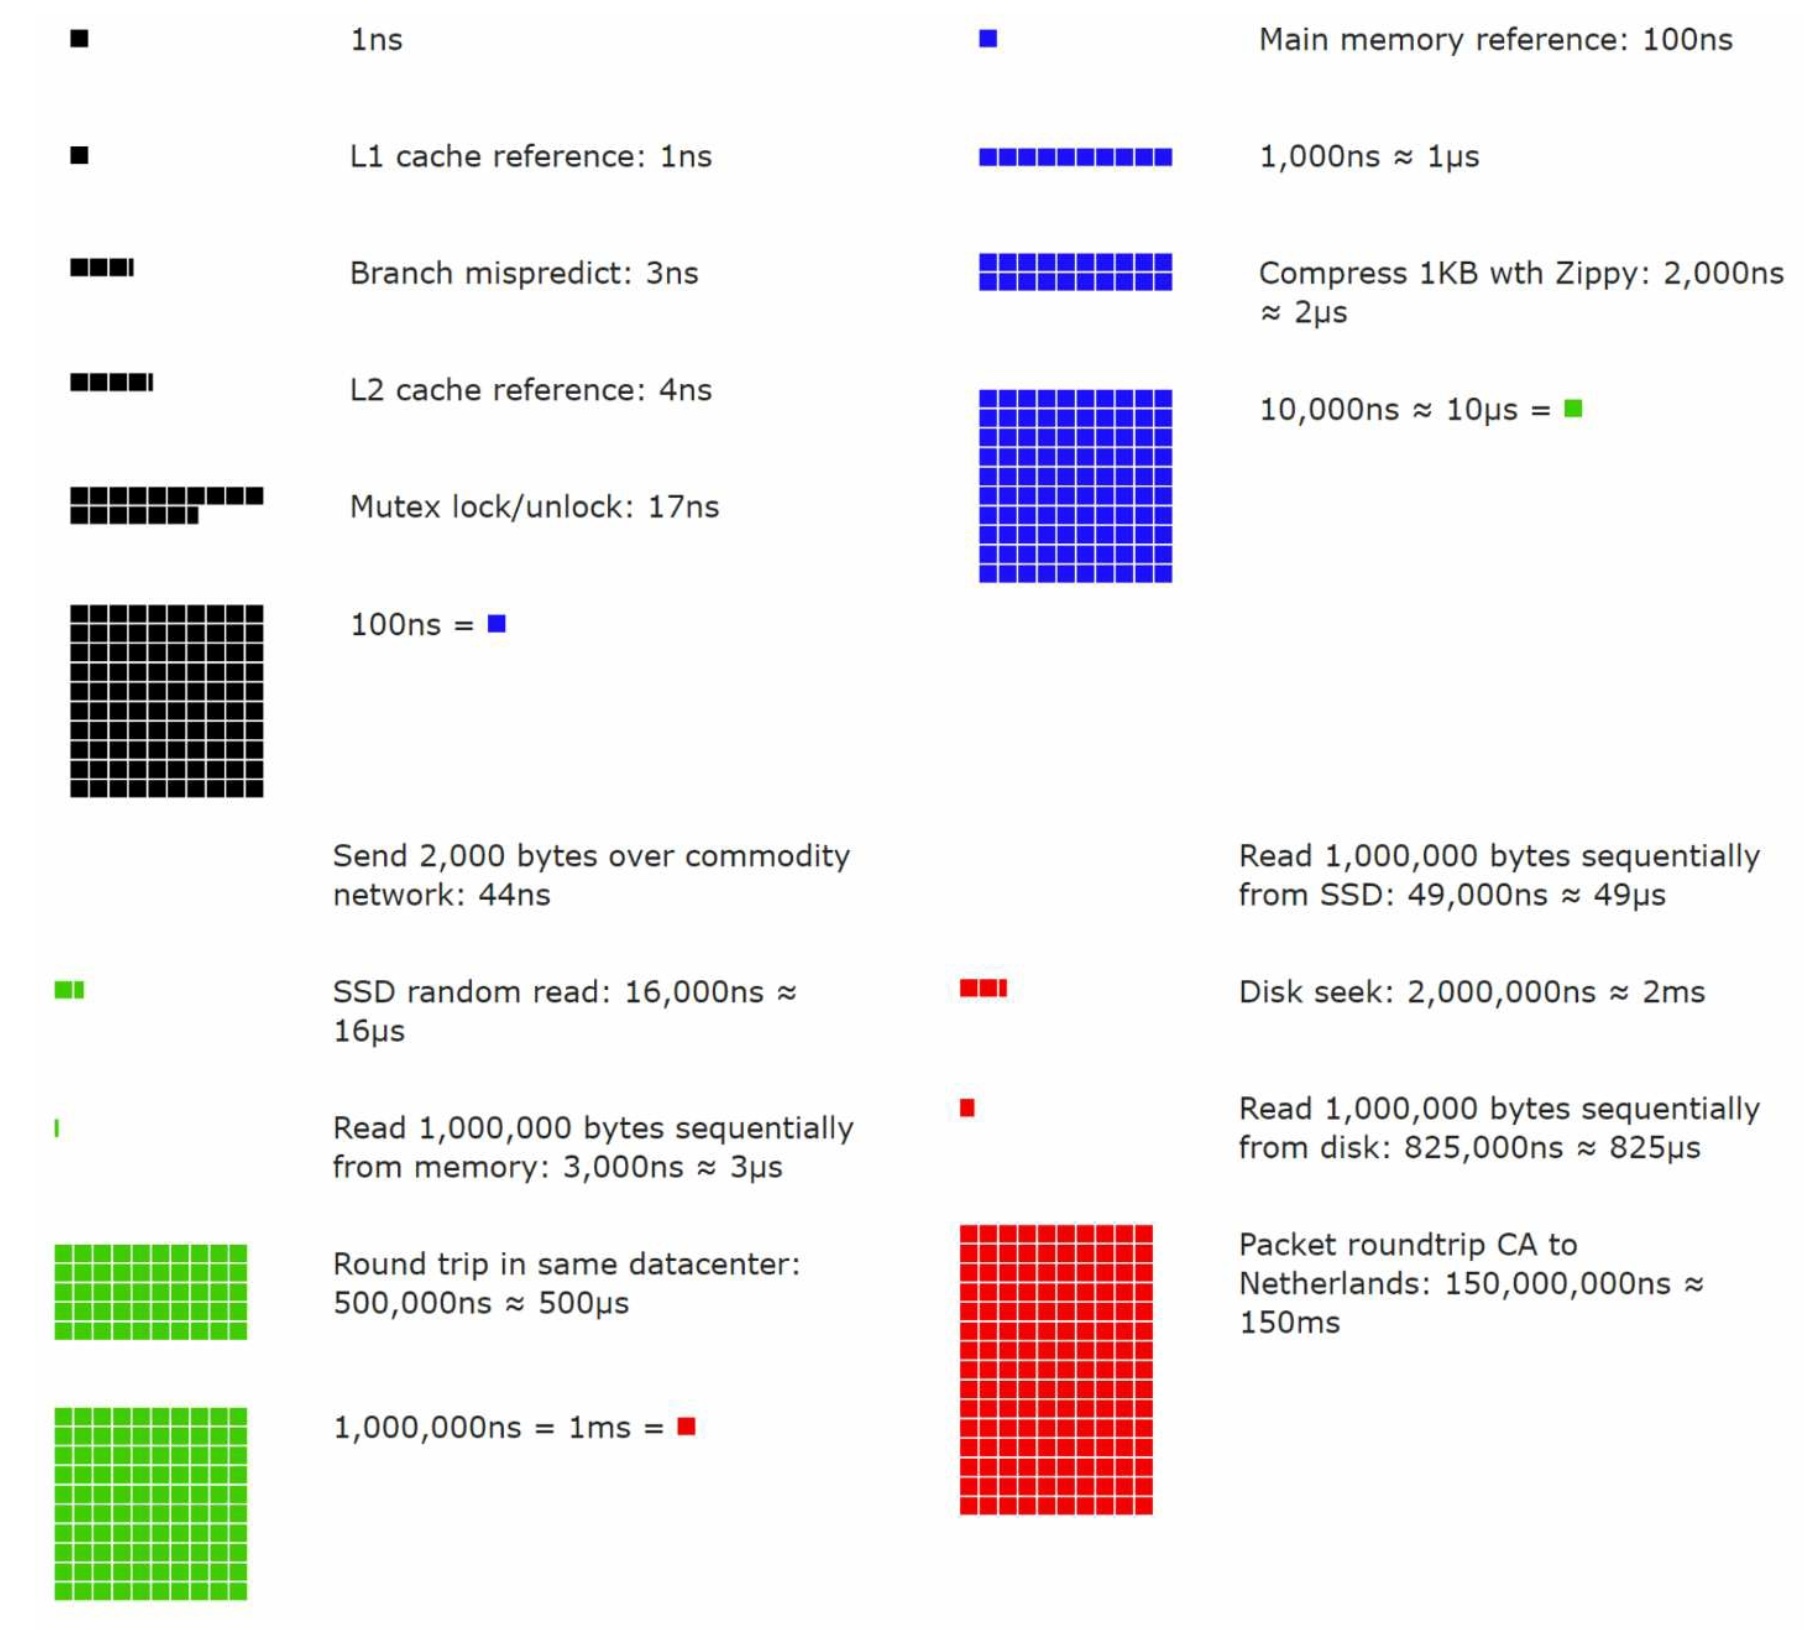 1ns
L1 cache reference: 1ns
Branch mispredict: 3ns
L2 cache reference: 4ns
Mutex lock/unlock: 17ns
100ns =
Main memory reference: 100ns
1,000ns ≈ 1μs
Compress 1KB wth Zippy: 2,000ns
≈ 2μs
10,000ns ≈ 10μs =
Send 2,000 bytes over commodity
network: 44ns
SSD random read: 16,000ns ≈
16μs
Read 1,000,000 bytes sequentially
from memory: 3,000ns ≈ 3μs
Round trip in same datacenter:
500,000ns ≈ 500μs
1,000,000ns = 1ms =
Read 1,000,000 bytes sequentially
from SSD: 49,000ns ≈ 49μs
Disk seek: 2,000,000ns ≈ 2ms
Read 1,000,000 bytes sequentially
from disk: 825,000ns ≈ 825μs
Packet roundtrip CA to
Netherlands: 150,000,000ns ≈
150ms